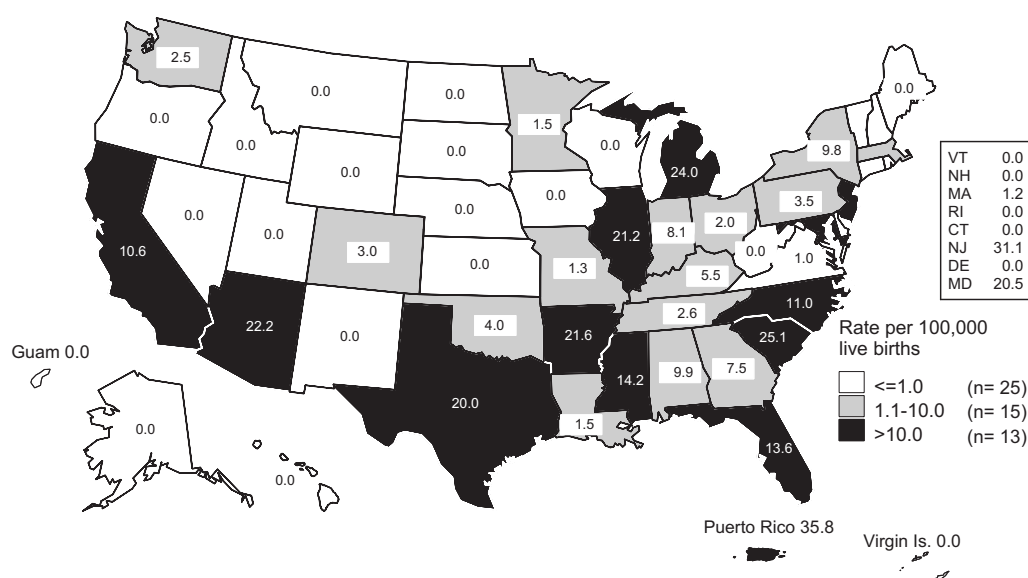 2.5
0.0
0.0
0.0
0.0
1.5
0.0
0.0
9.8
0.0
0.0
0.0
24.0
VT 0.0
NH 0.0
MA 1.2
RI 0.0
CT 0.0
NJ 31.1
DE 0.0
MD 20.5
10.6
0.0
0.0
3.0
0.0
0.0
0.0
1.3
21.2
8.1
2.0
3.5
0.0
1.0
5.5
22.2
0.0
4.0
21.6
2.6
11.0
25.1
20.0
14.2
9.9
7.5
1.5
13.6
Guam 0.0
0.0
0.0
Rate per 100,000
live births
<=1.0 (n= 25)
1.1-10.0 (n= 15)
>10.0 (n= 13)
Puerto Rico 35.8
Virgin Is. 0.0